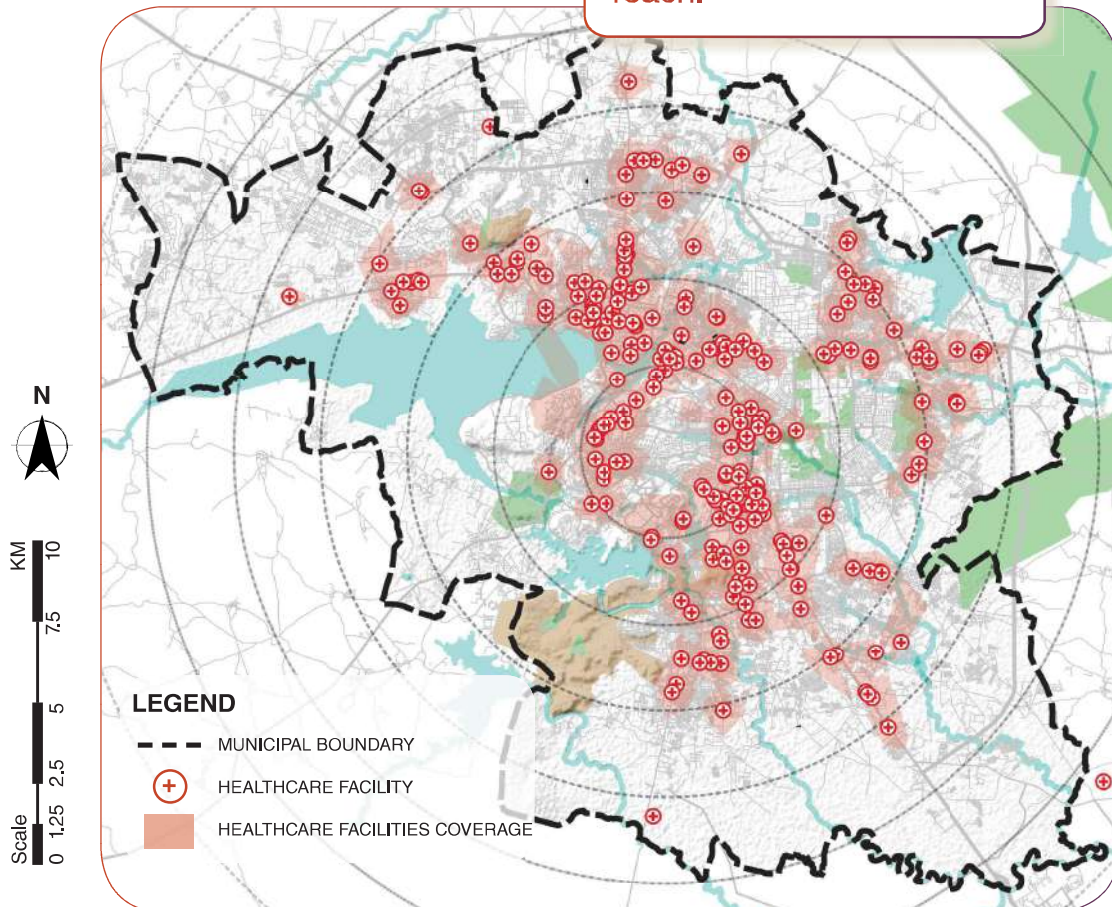 reach.
N
KM
10
7.5
5
2.5
1.25
0
Scale
LEGEND
MUNICIPAL BOUNDARY
HEALTHCARE FACILITY
HEALTHCARE FACILITIES COVERAGE